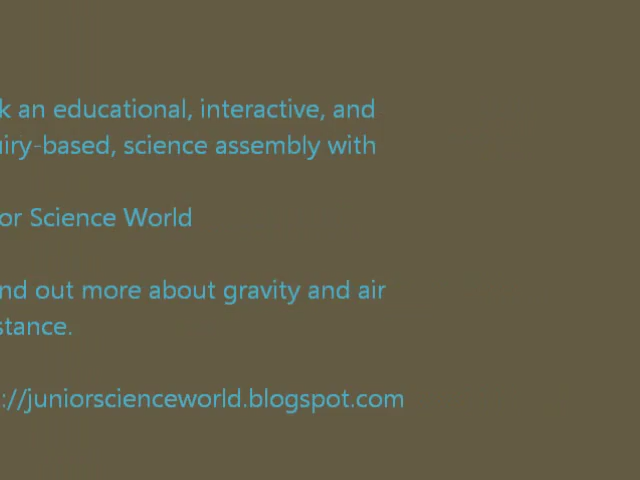 k an educational, interactive, and
iry-based, science assembly with
or Science World
nd out more about gravity and air
stance.
://juniorscienceworld.blogspot.com